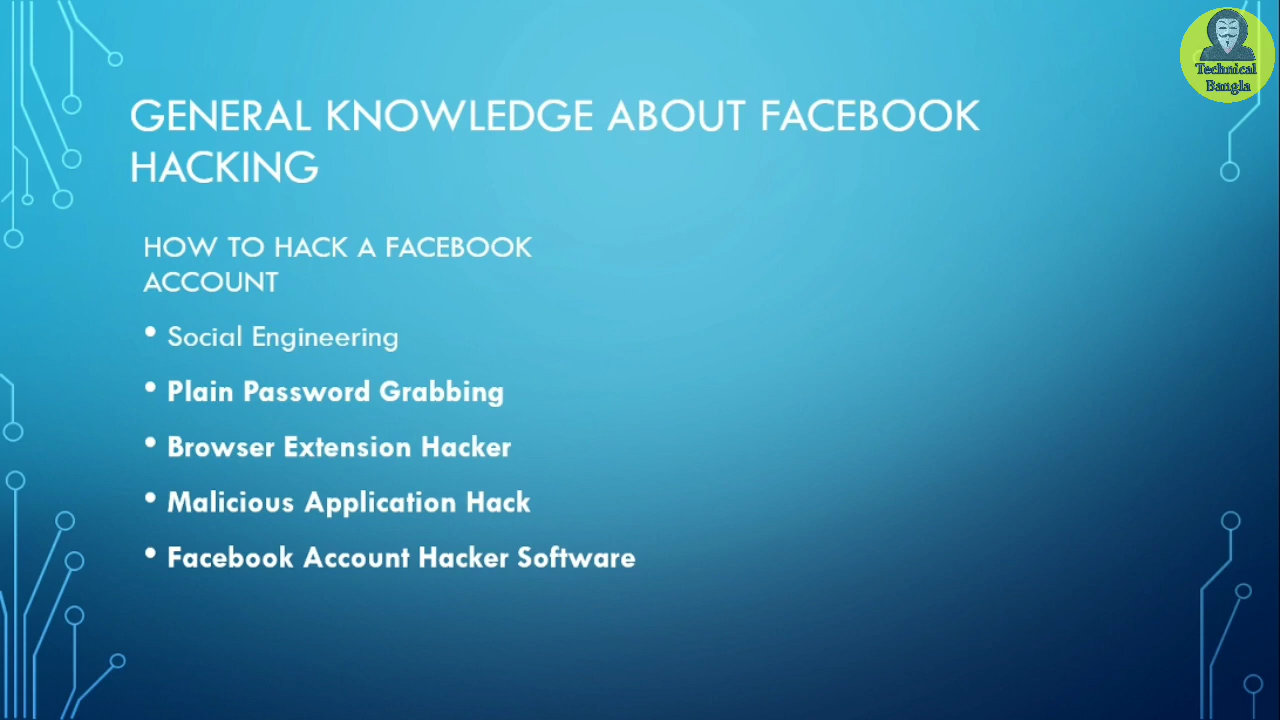 Technical
Bangla
GENERAL KNOWLEDGE ABOUT FACEBOOK
HACKING
HOW TO HACK A FACEBOOK
ACCOUNT
• Social Engineering
• Plain Password Grabbing
• Browser Extension Hacker
• Malicious Application Hack
• Facebook Account Hacker Software